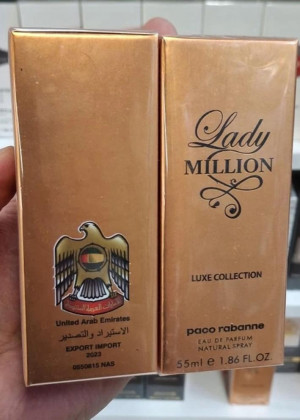 United Arab Emirates
الاستيراد والتصدير
EXPORT IMPORT
2023
Lady
MILLION
LUXE COLLECTION
paco rabanne
EAU DE PARFUM
NATURAL SPRAY
55ml ℮ 1.86 FL.OZ.